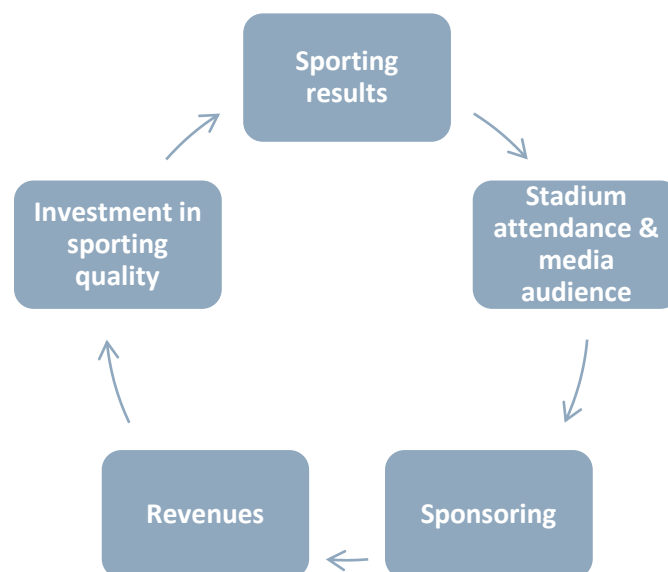 Sporting
results
Stadium
attendance &
media
audience
Sponsoring
Revenues
Investment in
sporting
quality